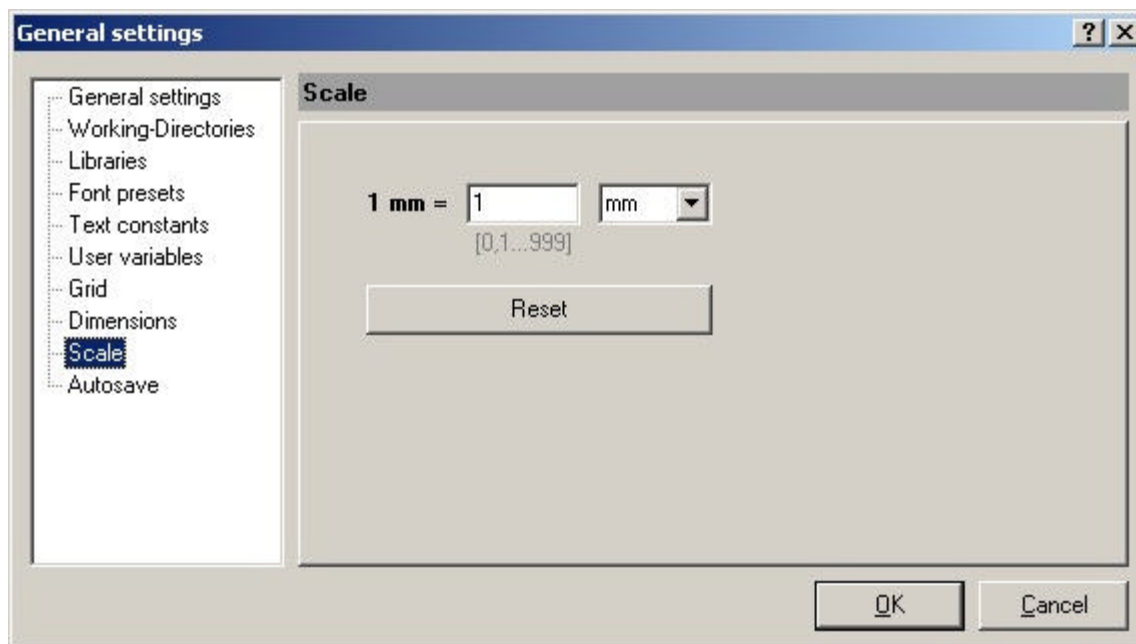 General settings
General settings
Working-Directories
Libraries
Font presets
Text constants
User variables
Grid
Dimensions
Scale
Autosave
Scale
1 mm = 1 mm
[0,1...999]
Reset
OK Cancel